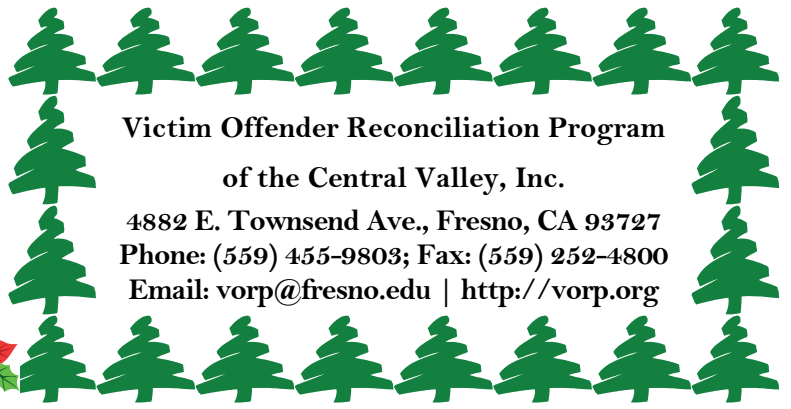 Victim Offender Reconciliation Program
of the Central Valley, Inc.
4882 E. Townsend Ave., Fresno, CA 93727
Phone: (559) 455-9803; Fax: (559) 252-4800
Email: vorp@fresno.edu | http://vorp.org